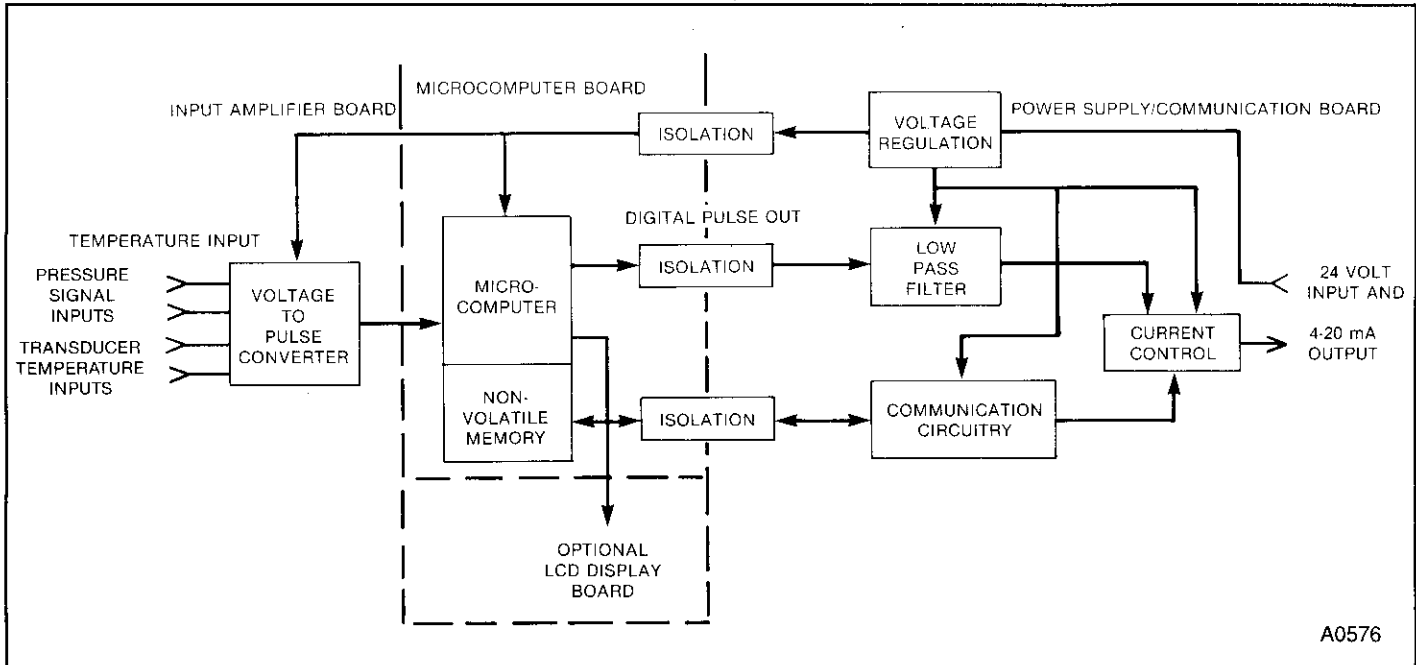 MICROCOMPUTER BOARD
INPUT AMPLIFIER BOARD
POWER SUPPLY/COMMUNICATION BOARD
ISOLATION
VOLTAGE
REGULATION
DIGITAL PULSE OUT
TEMPERATURE INPUT
PRESSURE
SIGNAL
INPUTS
TRANSDUCER
TEMPERATURE
INPUTS
VOLTAGE
TO
PULSE
CONVERTER
MICRO-
COMPUTER
NON-
VOLATILE
MEMORY
ISOLATION
LOW
PASS
FILTER
24 VOLT
INPUT AND
4-20 mA
OUTPUT
CURRENT
CONTROL
ISOLATION
COMMUNICATION
CIRCUITRY
OPTIONAL
LCD DISPLAY
BOARD
A0576